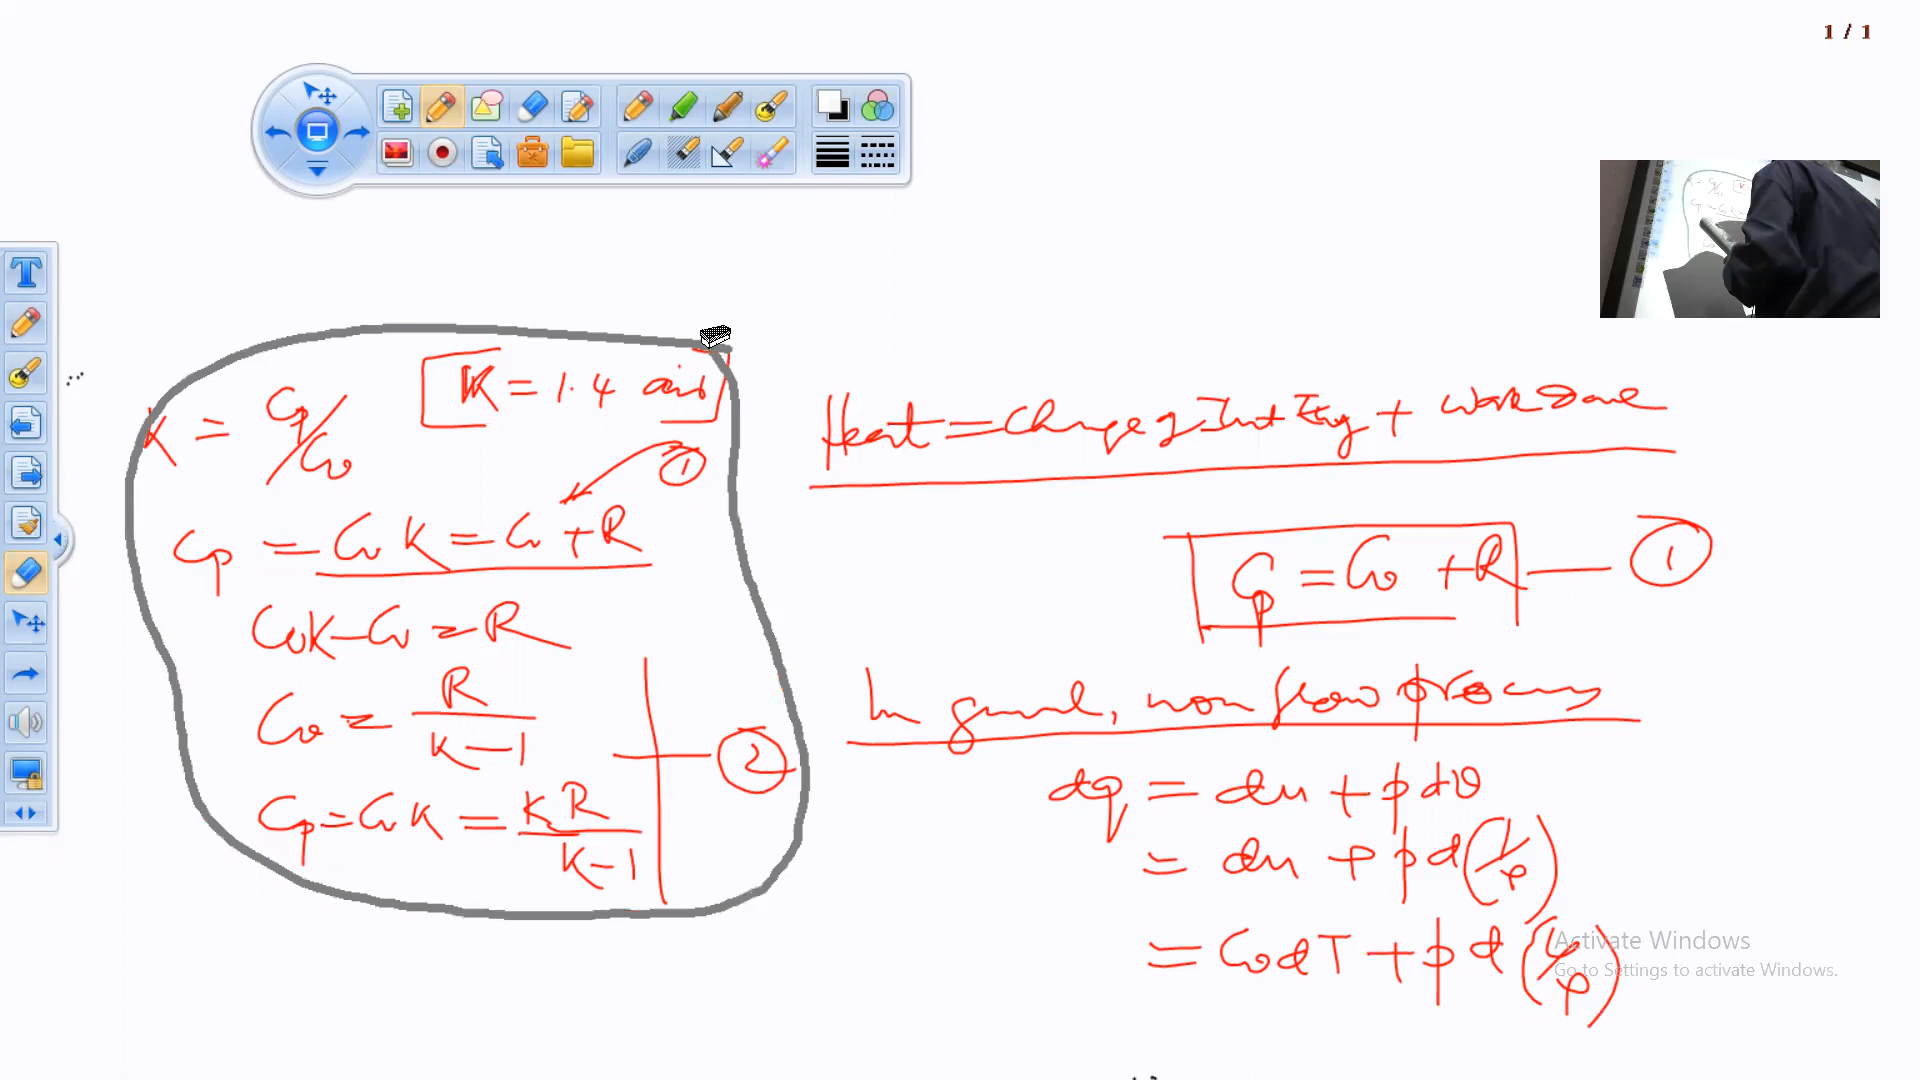 1 / 1
K = Cp/Cv
K = 1.4 air
①
Cp = Cv K = Cv + R
CvK - Cv = R
Cv = R/K-1
②
Cp = Cv K = KR/K-1
Heat = Change of Int Engy + work done
Cp = Cv + R — ①
In general, non flow process
dq = du + p dv
= du + p d(1/ρ)
= Cv dT + p d(1/ρ)
Activate Windows
Go to Settings to activate Windows.